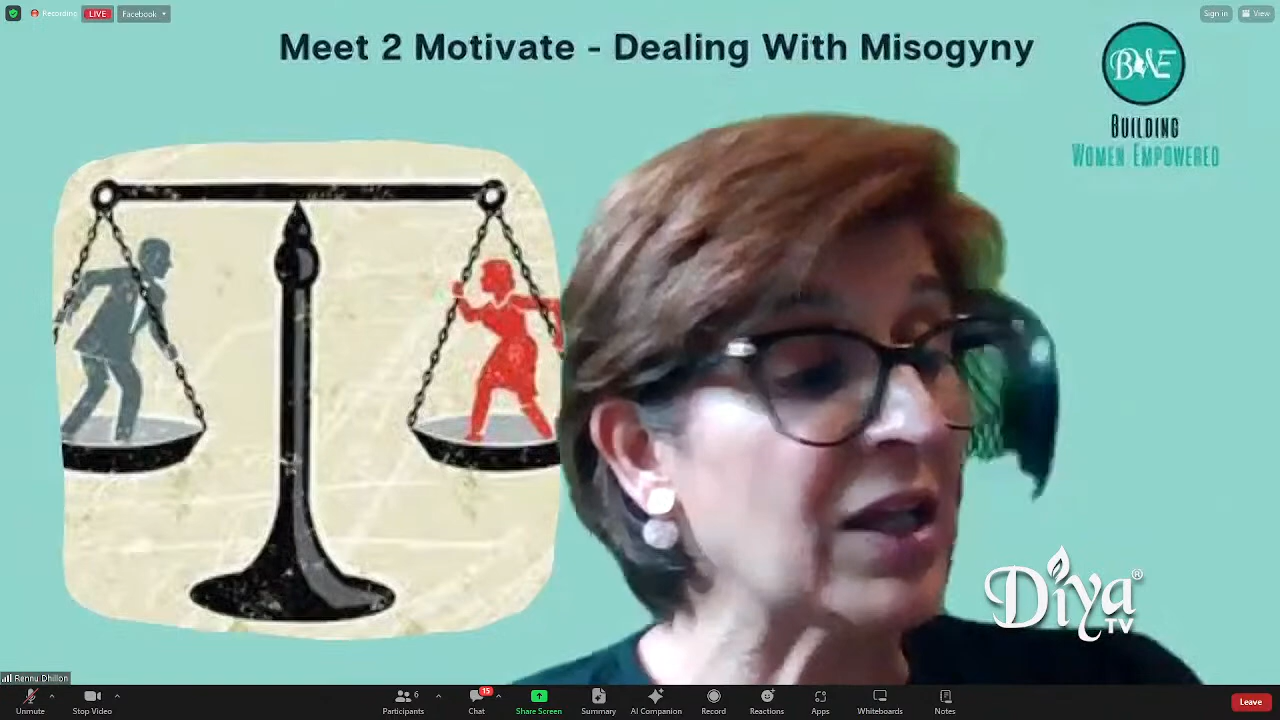 Recording
LIVE
Facebook
Sign in
View
Meet 2 Motivate - Dealing With Misogyny
BWE
BUILDING
WOMEN EMPOWERED
Diya®
TV
Rennu Dhillon
Unmute
Stop Video
6
Participants
15
Chat
Share Screen
Summary
AI Companion
Record
Reactions
Apps
Whiteboards
Notes
Leave